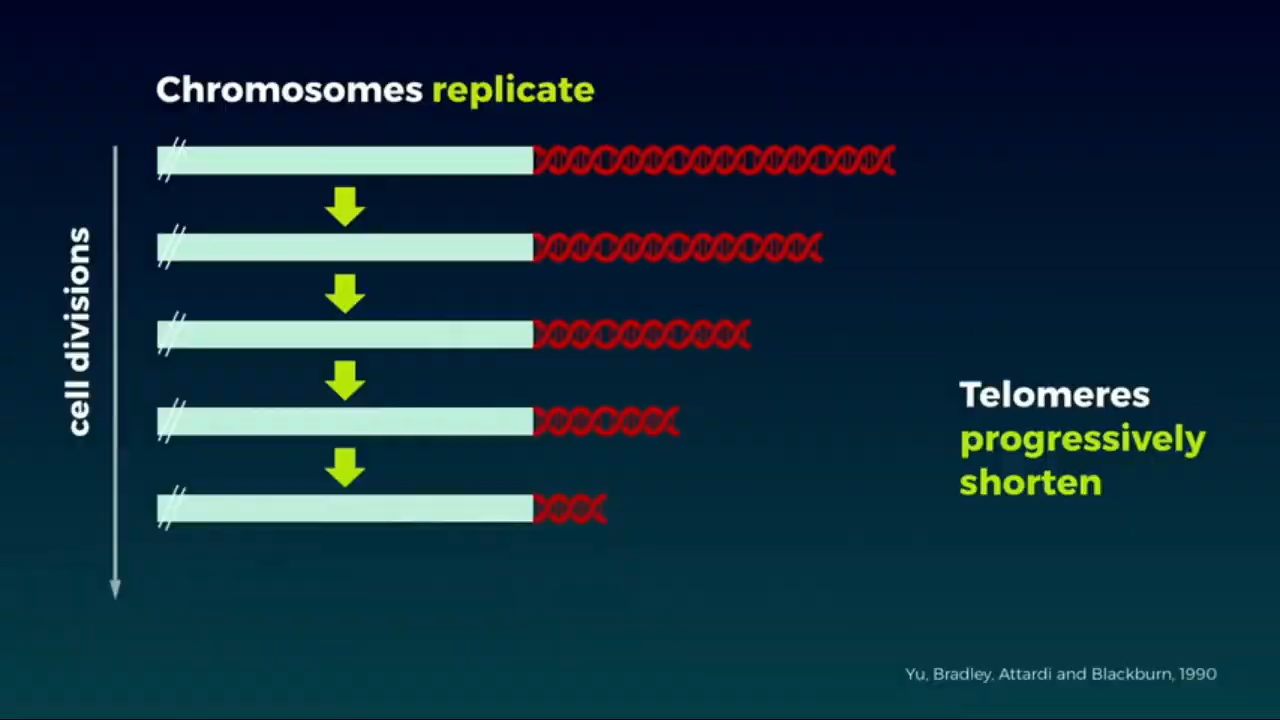 Chromosomes replicate
cell divisions
Telomeres
progressively
shorten
Yu, Bradley, Attardi and Blackburn, 1990